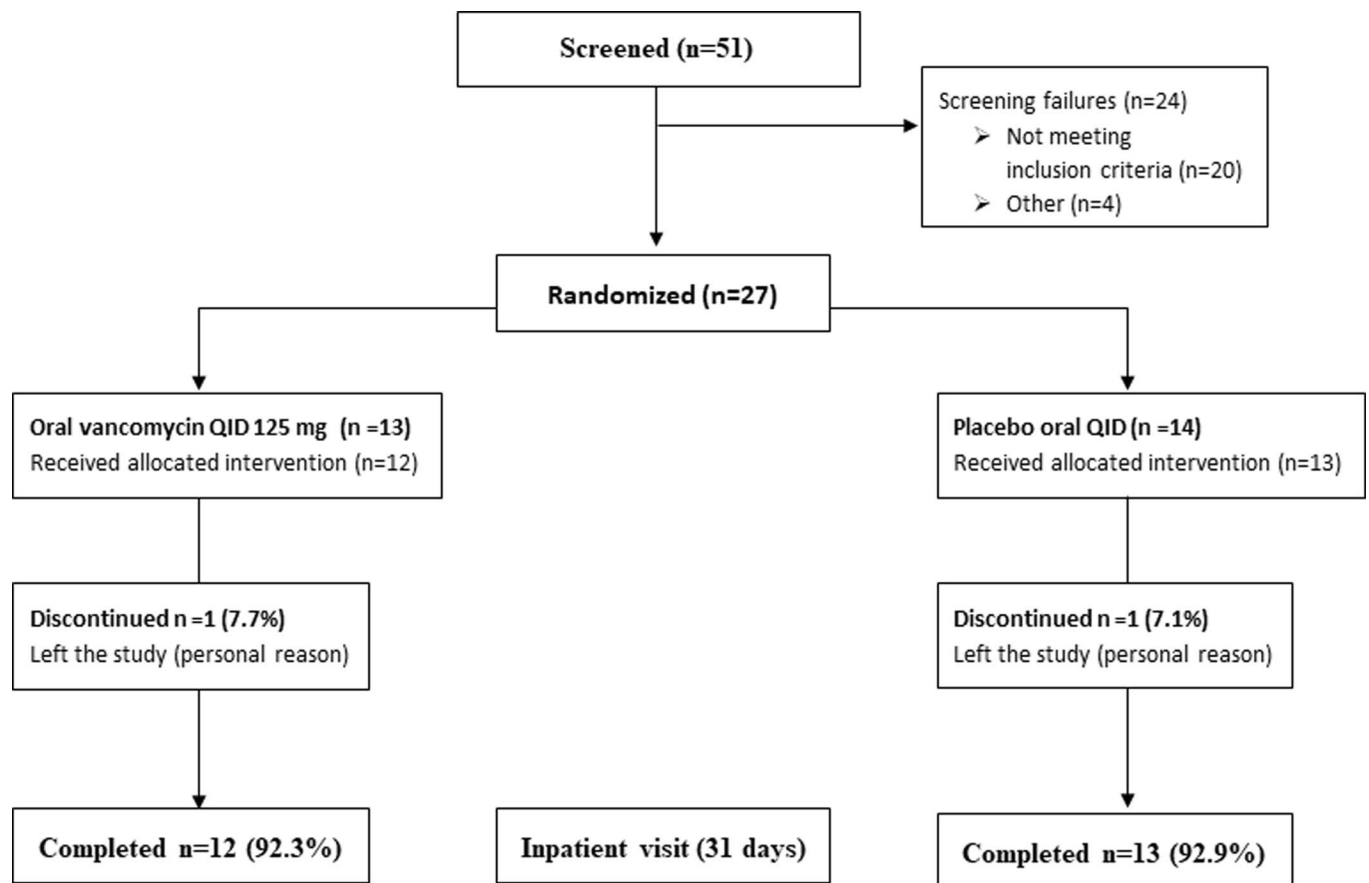 Screened (n=51)
Screening failures (n=24)
➢ Not meeting
inclusion criteria (n=20)
➢ Other (n=4)
Randomized (n=27)
Oral vancomycin QID 125 mg (n =13)
Received allocated intervention (n=12)
Placebo oral QID (n =14)
Received allocated intervention (n=13)
Discontinued n =1 (7.7%)
Left the study (personal reason)
Discontinued n =1 (7.1%)
Left the study (personal reason)
Completed n=12 (92.3%)
Inpatient visit (31 days)
Completed n=13 (92.9%)